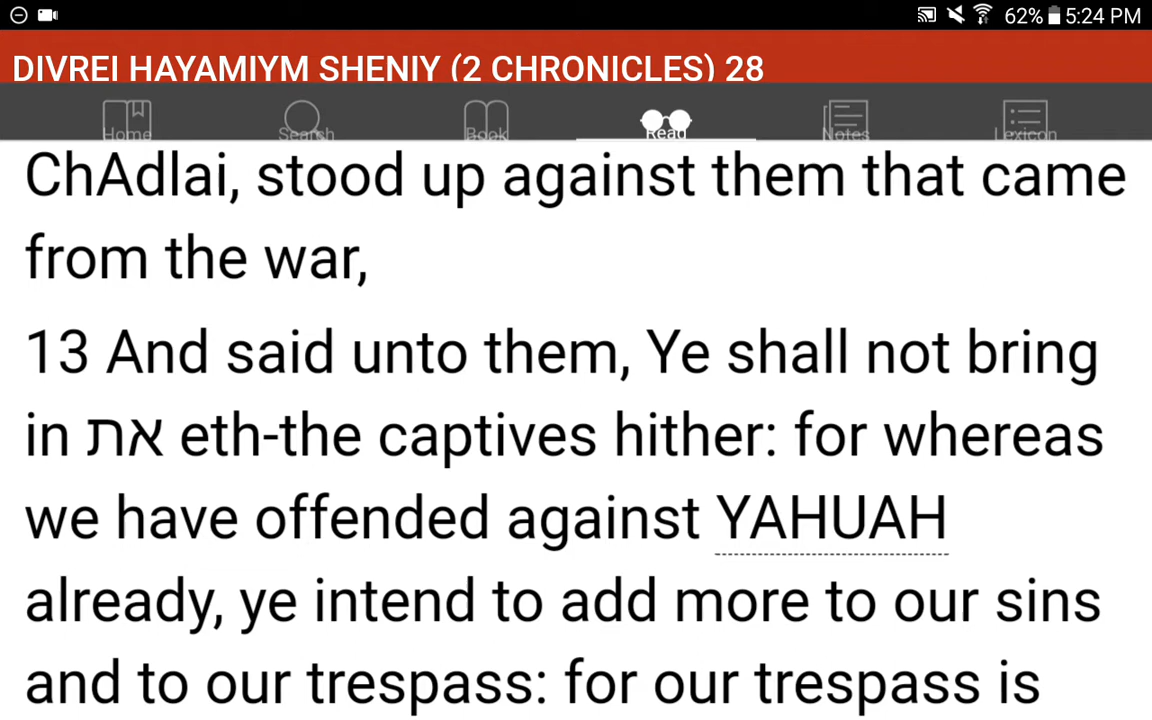 62% 5:24 PM
DIVREI HAYAMIYM SHENIY (2 CHRONICLES) 28
Home Search Book Read Notes Lexicon
ChAdlai, stood up against them that came
from the war,
13 And said unto them, Ye shall not bring
in את eth-the captives hither: for whereas
we have offended against YAHUAH
already, ye intend to add more to our sins
and to our trespass: for our trespass is